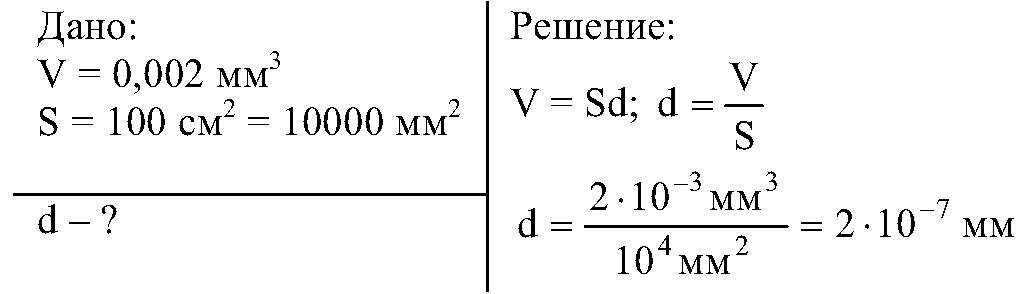 Дано:
V = 0,002 мм³
S = 100 см² = 10000 мм²
d – ?
Решение:
V = Sd; d = V/S
d = 2·10⁻³ мм³ / 10⁴ мм² = 2·10⁻⁷ мм